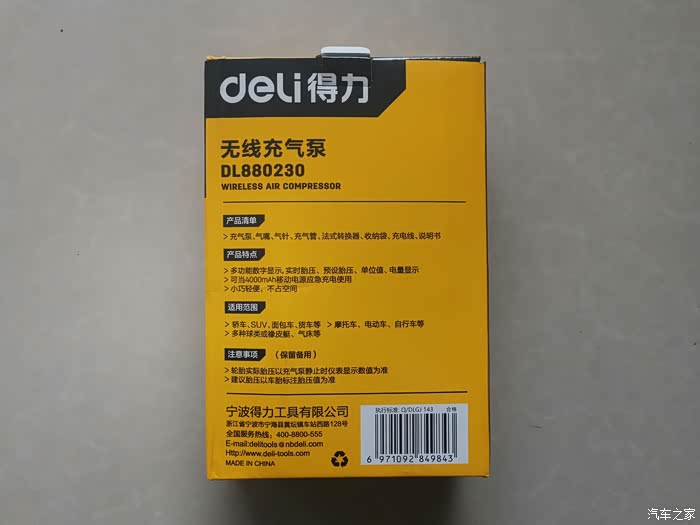 deli得力
无线充气泵
DL880230
WIRELESS AIR COMPRESSOR
产品清单
> 充气泵、气嘴、气针、充气管、法式转换器、收纳袋、充电线、说明书
产品特点
> 多功能数字显示，实时胎压、预设胎压、单位值、电量显示
> 可当4000mAh移动电源应急充电使用
> 小巧轻便，不占空间
适用范围
> 轿车、SUV、面包车、货车等 > 摩托车、电动车、自行车等
> 多种球类或橡皮艇、气床等
注意事项 （保留备用）
> 轮胎实际胎压以充气泵静止时仪表显示数值为准
> 建议胎压以车胎标注胎压值为准
宁波得力工具有限公司
浙江省宁波市宁海县黄坛镇车站西路128号
全国服务热线：400-8800-555
E-mail:delitools@nbdeli.com
Http://www.deli-tools.com
MADE IN CHINA
执行标准: Q/DLGJ 143 合格
6 971092 849843
汽车之家